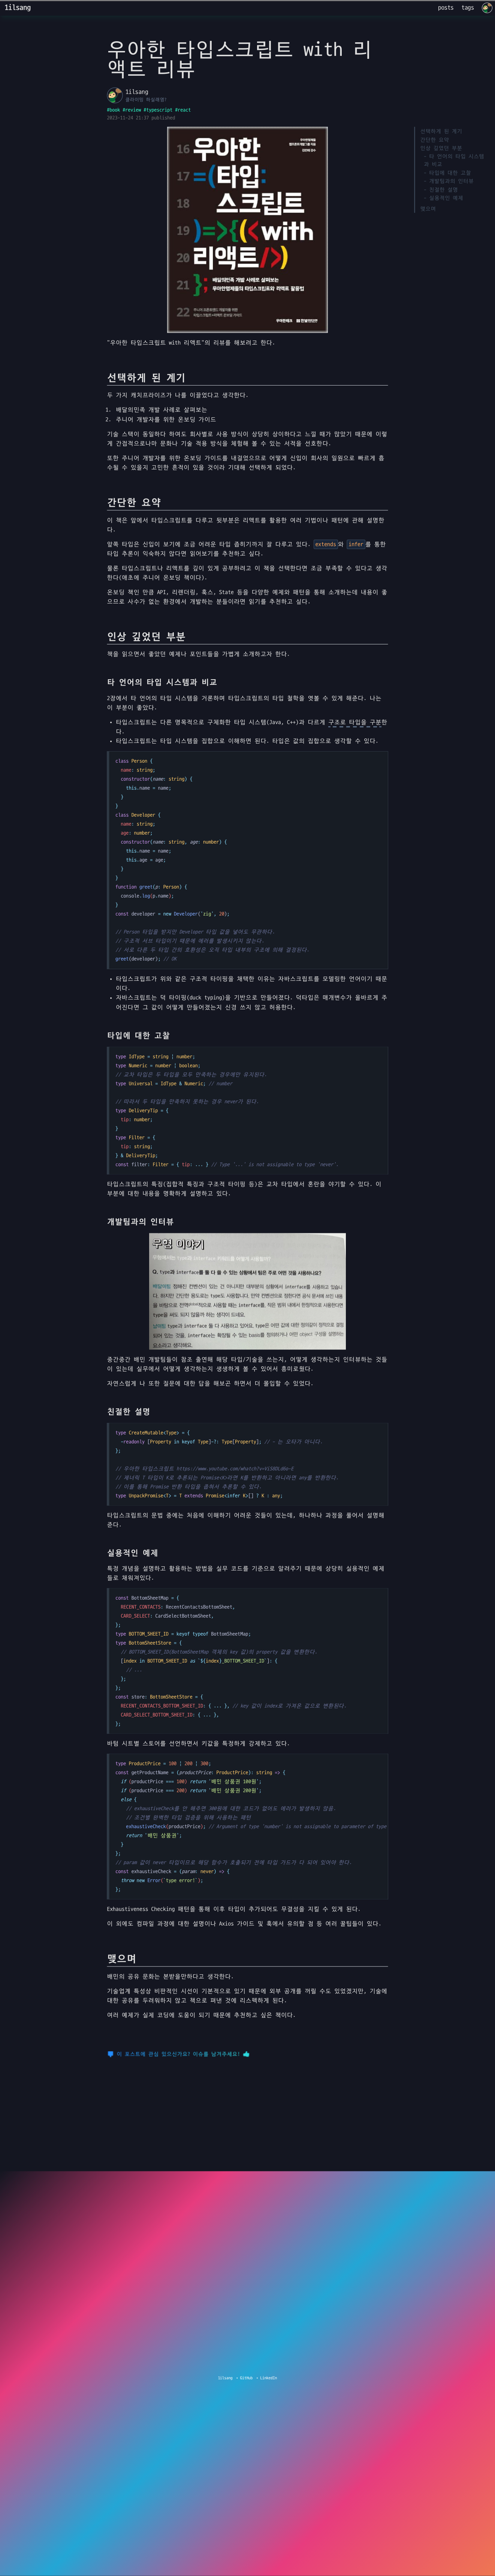 1ilsang
posts
tags
우아한 타입스크립트 with 리
액트 리뷰
1ilsang
클라이밍 하실래염?
#book #review #typescript #react
2023-11-24 23:37 published
선택하게 된 계기
간단한 요약
인상 깊었던 부분
- 타 언어의 타입 시스템
과 비교
- 타입에 대한 고찰
- 개발팀과의 인터뷰
- 친절한 설명
- 실용적인 예제
맺으며
16 우아한
17 =(타입:
18 스크립트
19 )=>{(<with
20 리액트/>)
21 }; 배달의민족 개발 사례로 살펴보는
우아한형제들의 타입스크립트와 리액트 활용법
22
우아한테크
한빛미디어
"우아한 타입스크립트 with 리액트"의 리뷰를 해보려고 한다.
선택하게 된 계기
두 가지 캐치프라이즈가 나를 이끌었다고 생각한다.
1. 배달의민족 개발 사례로 살펴보는
2. 주니어 개발자를 위한 온보딩 가이드
기술 스택이 동일하다 하여도 회사별로 사용 방식이 상당히 상이하다고 느낄 때가 많았기 때문에 이렇
게 간접적으로나마 문화나 기술 적용 방식을 체험해 볼 수 있는 서적을 선호한다.
또한 주니어 개발자를 위한 온보딩 가이드를 내걸었으므로 어떻게 신입이 회사의 일원으로 빠르게 흡
수될 수 있을지 고민한 흔적이 있을 것이라 기대해 선택하게 되었다.
간단한 요약
이 책은 앞에서 타입스크립트를 다루고 뒷부분은 리액트를 활용한 여러 기법이나 패턴에 관해 설명한
다.
앞쪽 타입은 신입이 보기에 조금 어려운 타입 좁히기까지 잘 다루고 있다. extends와 infer를 통한
타입 추론이 익숙하지 않다면 읽어보기를 추천하고 싶다.
물론 타입스크립트나 리액트를 깊이 있게 공부하려고 이 책을 선택한다면 조금 부족할 수 있다고 생각
한다(애초에 주니어 온보딩 책이다).
온보딩 책인 만큼 API, 리렌더링, 훅스, State 등을 다양한 예제와 패턴을 통해 소개하는데 내용이 좋
으므로 사수가 없는 환경에서 개발하는 분들이라면 읽기를 추천하고 싶다.
인상 깊었던 부분
책을 읽으면서 좋았던 예제나 포인트들을 가볍게 소개하고자 한다.
타 언어의 타입 시스템과 비교
2장에서 타 언어의 타입 시스템을 거론하며 타입스크립트의 타입 철학을 엿볼 수 있게 해준다. 나는
이 부분이 좋았다.
• 타입스크립트는 다른 명목적으로 구체화한 타입 시스템(Java, C++)과 다르게 구조로 타입을 구분한
다.
• 타입스크립트는 타입 시스템을 집합으로 이해하면 된다. 타입은 값의 집합으로 생각할 수 있다.
class Person {
name: string;
constructor(name: string) {
this.name = name;
}
}
class Developer {
name: string;
age: number;
constructor(name: string, age: number) {
this.name = name;
this.age = age;
}
}
function greet(p: Person) {
console.log(p.name);
}
const developer = new Developer('zig', 20);
// Person 타입을 받지만 Developer 타입 값을 넣어도 무관하다.
// 구조적 서브 타입이기 때문에 에러를 발생시키지 않는다.
// 서로 다른 두 타입 간의 호환성은 오직 타입 내부의 구조에 의해 결정된다.
greet(developer); // OK
• 타입스크립트가 위와 같은 구조적 타이핑을 채택한 이유는 자바스크립트를 모델링한 언어이기 때문
이다.
• 자바스크립트는 덕 타이핑(duck typing)을 기반으로 만들어졌다. 덕타입은 매개변수가 올바르게 주
어진다면 그 값이 어떻게 만들어졌는지 신경 쓰지 않고 허용한다.
타입에 대한 고찰
type IdType = string | number;
type Numeric = number | boolean;
// 교차 타입은 두 타입을 모두 만족하는 경우에만 유지된다.
type Universal = IdType & Numeric; // number
// 따라서 두 타입을 만족하지 못하는 경우 never가 된다.
type DeliveryTip = {
tip: number;
}
type Filter = {
tip: string;
} & DeliveryTip;
const filter: Filter = { tip: ... } // Type '...' is not assignable to type 'never'.
타입스크립트의 특징(집합적 특징과 구조적 타이핑 등)은 교차 타입에서 혼란을 야기할 수 있다. 이
부분에 대한 내용을 명확하게 설명하고 있다.
개발팀과의 인터뷰
우형 이야기
Q. type과 interface를 둘 다 쓸 수 있는 상황에서 팀은 주로 어떤 것을 사용하나요?
중간중간 배민 개발팀들이 참조 출연해 해당 타입/기술을 쓰는지, 어떻게 생각하는지 인터뷰하는 것들
이 있는데 실무에서 어떻게 생각하는지 생생하게 볼 수 있어서 흥미로웠다.
자연스럽게 나 또한 질문에 대한 답을 해보곤 하면서 더 몰입할 수 있었다.
친절한 설명
type CreateMutable<Type> = {
-readonly [Property in keyof Type]-?: Type[Property]; // - 는 오타가 아니다.
};
// 제네릭 T 타입이 K로 추론되는 Promise<K>라면 K를 반환하고 아니라면 any를 반환한다.
// 이를 통해 Promise 반환 타입을 좁혀서 추론할 수 있다.
type UnpackPromise<T> = T extends Promise<infer K>[] ? K : any;
타입스크립트의 문법 중에는 처음에 이해하기 어려운 것들이 있는데, 하나하나 과정을 풀어서 설명해
준다.
실용적인 예제
특정 개념을 설명하고 활용하는 방법을 실무 코드를 기준으로 알려주기 때문에 상당히 실용적인 예제
들로 채워져있다.
const BottomSheetMap = {
RECENT_CONTACTS: RecentContactsBottomSheet,
CARD_SELECT: CardSelectBottomSheet,
};
type BOTTOM_SHEET_ID = keyof typeof BottomSheetMap;
type BottomSheetStore = {
// BOTTOM_SHEET_ID(BottomSheetMap 객체의 key 값)의 property 값을 변환한다.
[index in BOTTOM_SHEET_ID as `${index}_BOTTOM_SHEET_ID`]: {
// ...
};
};
const store: BottomSheetStore = {
RECENT_CONTACTS_BOTTOM_SHEET_ID: { ... }, // key 값이 index로 가져온 값으로 변환된다.
CARD_SELECT_BOTTOM_SHEET_ID: { ... },
};
바텀 시트별 스토어를 선언하면서 키값을 특정하게 강제하고 있다.
type ProductPrice = 100 | 200 | 300;
const getProductName = (productPrice: ProductPrice): string => {
if (productPrice === 100) return '배민 상품권 100원';
if (productPrice === 200) return '배민 상품권 200원';
else {
// exhaustiveCheck를 안 해주면 300원에 대한 코드가 없어도 에러가 발생하지 않음.
// 조건별 완벽한 타입 검증을 위해 사용하는 패턴
exhaustiveCheck(productPrice); // Argument of type 'number' is not assignable to parameter of type
return '배민 상품권';
}
};
// param 값이 never 타입이므로 해당 함수가 호출되기 전에 타입 가드가 다 되어 있어야 한다.
const exhaustiveCheck = (param: never) => {
throw new Error('type error!');
};
Exhaustiveness Checking 패턴을 통해 이후 타입이 추가되어도 무결성을 지킬 수 있게 된다.
이 외에도 컴파일 과정에 대한 설명이나 Axios 가이드 및 훅에서 유의할 점 등 여러 꿀팁들이 있다.
맺으며
배민의 공유 문화는 본받을만하다고 생각한다.
기술업계 특성상 비판적인 시선이 기본적으로 있기 때문에 외부 공개를 꺼릴 수도 있었겠지만, 기술에
대한 공유를 두려워하지 않고 책으로 펴낸 것에 리스펙하게 된다.
여러 예제가 실제 코딩에 도움이 되기 때문에 추천하고 싶은 책이다.
이 포스트에 관심 있으신가요? 이슈를 남겨주세요!
1ilsang - GitHub - LinkedIn